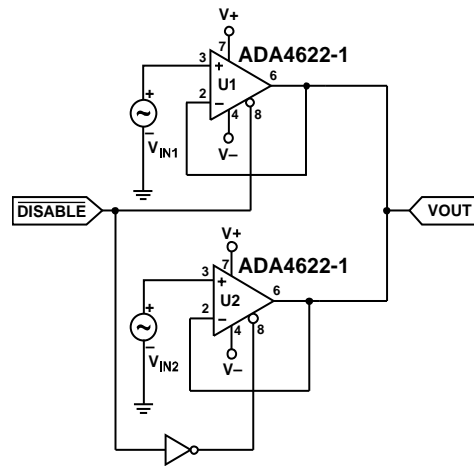 V+
7
ADA4622-1
3
+
U1
6
2
–
4
8
+
–
V–
VIN1
DISABLE
VOUT
V+
7
ADA4622-1
3
+
U2
6
2
–
4
8
+
–
V–
VIN2